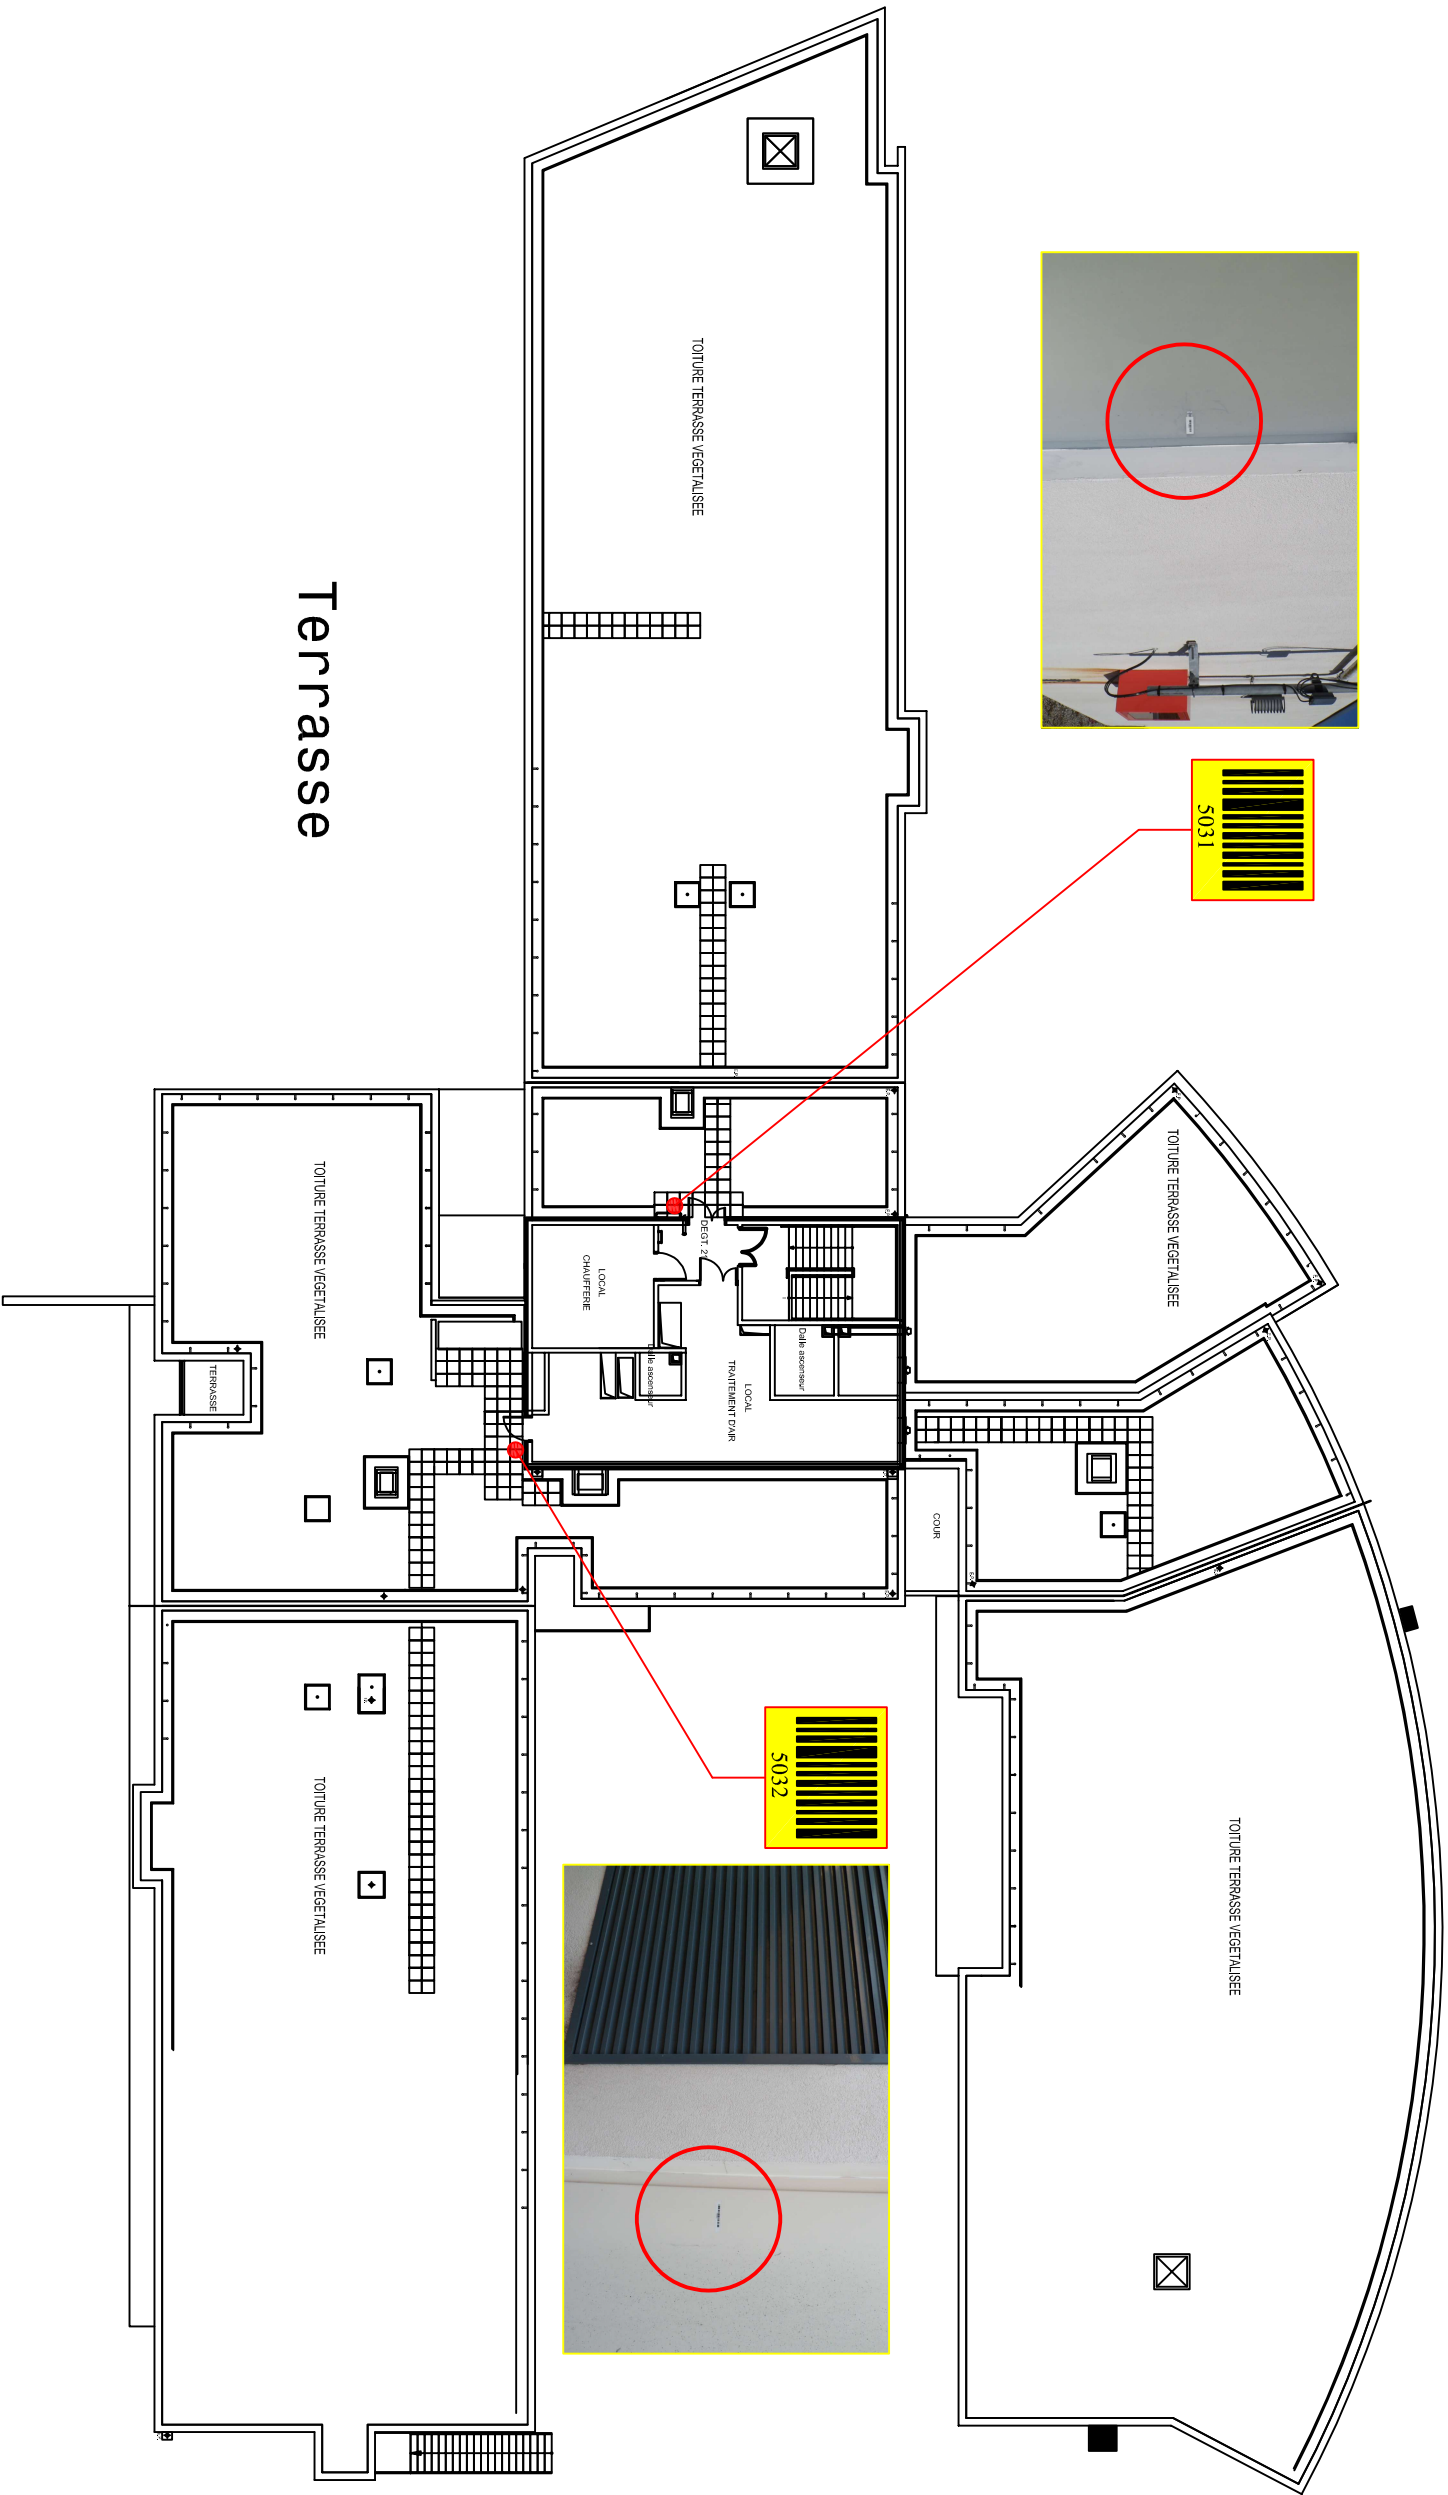 TOITURE TERRASSE VEGETALISEE
5031
Terrasse
TOITURE TERRASSE VEGETALISEE
TOITURE TERRASSE VEGETALISEE
TERRASSE
LOCAL
CHAUFFERIE
DEGT. 21
Dalle ascenseur
Dalle ascenseur
LOCAL
TRAITEMENT D'AIR
COUR
5032
TOITURE TERRASSE VEGETALISEE
TOITURE TERRASSE VEGETALISEE